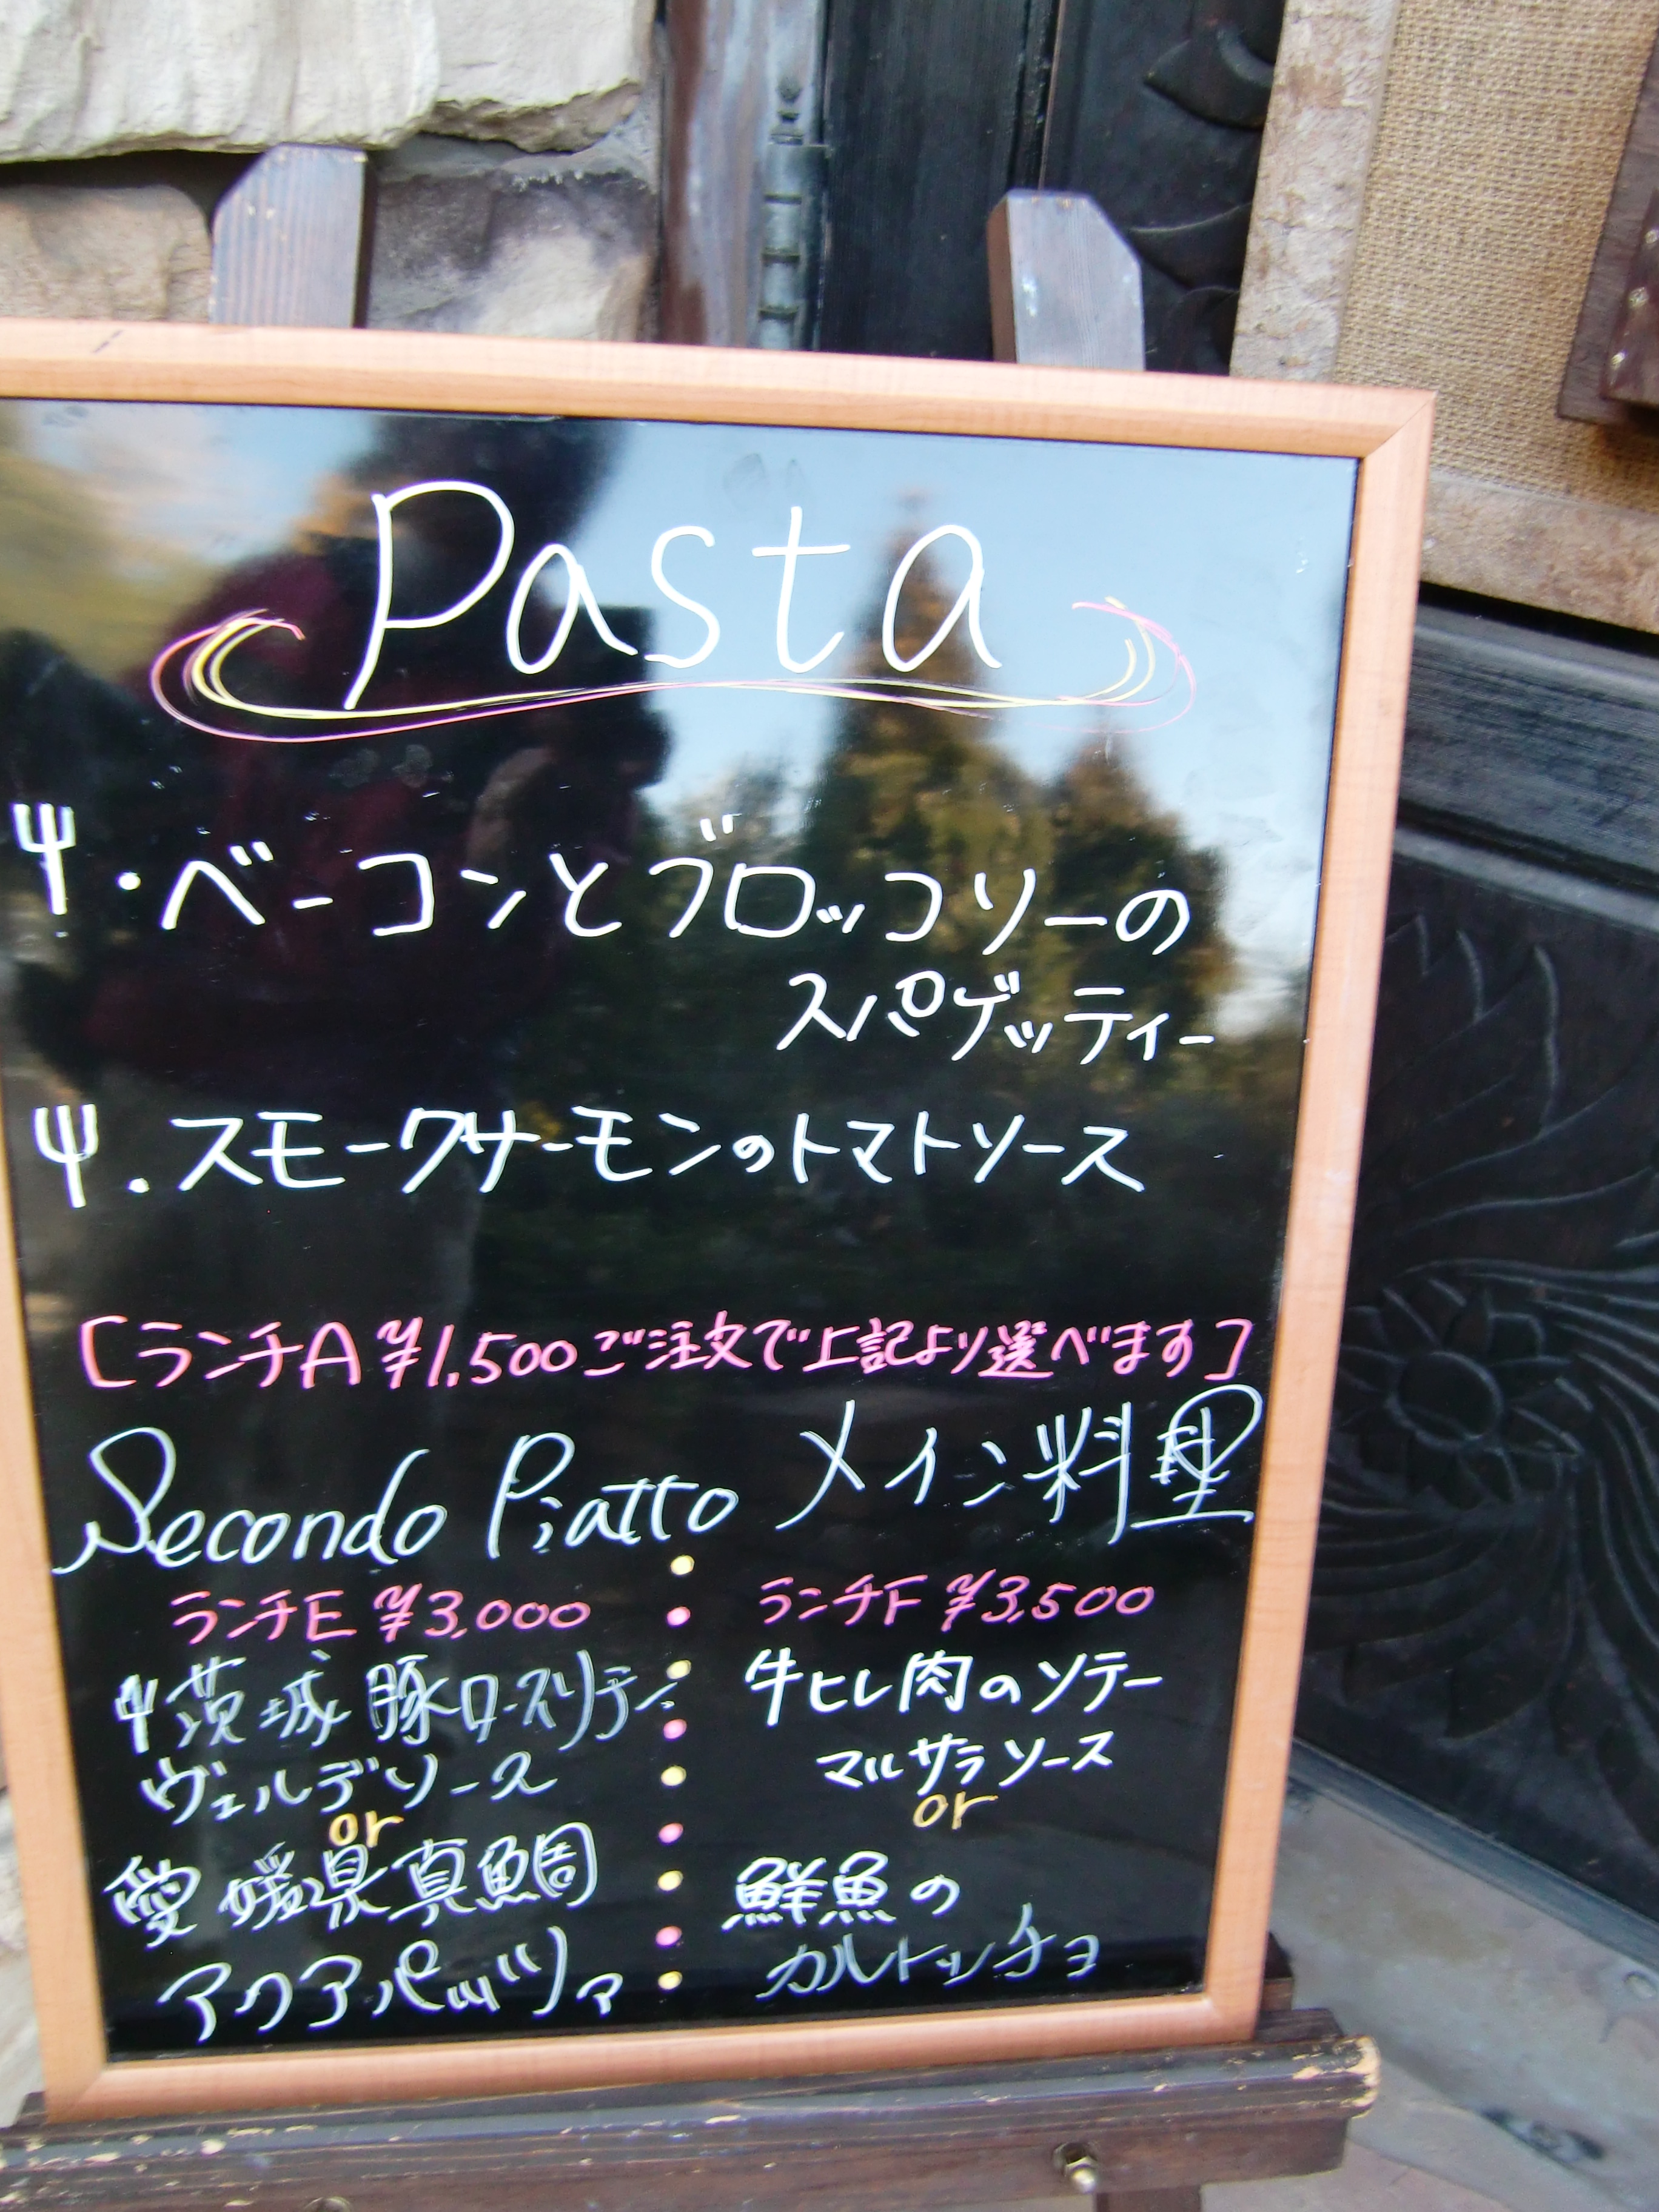 Pasta
・ベーコンとブロッコリーの
スパゲッティー
・スモークサーモンのトマトソース
[ランチA ¥1,500ご注文で上記より選べます]
Secondo Piatto メイン料理
ランチE ¥3,000
茨城 豚ロースソテー
ヴェルデソース
or
愛媛県真鯛
アクアパッツァ
ランチF ¥3,500
牛ヒレ肉のソテー
マルサラソース
or
鮮魚の
カルトッチョ